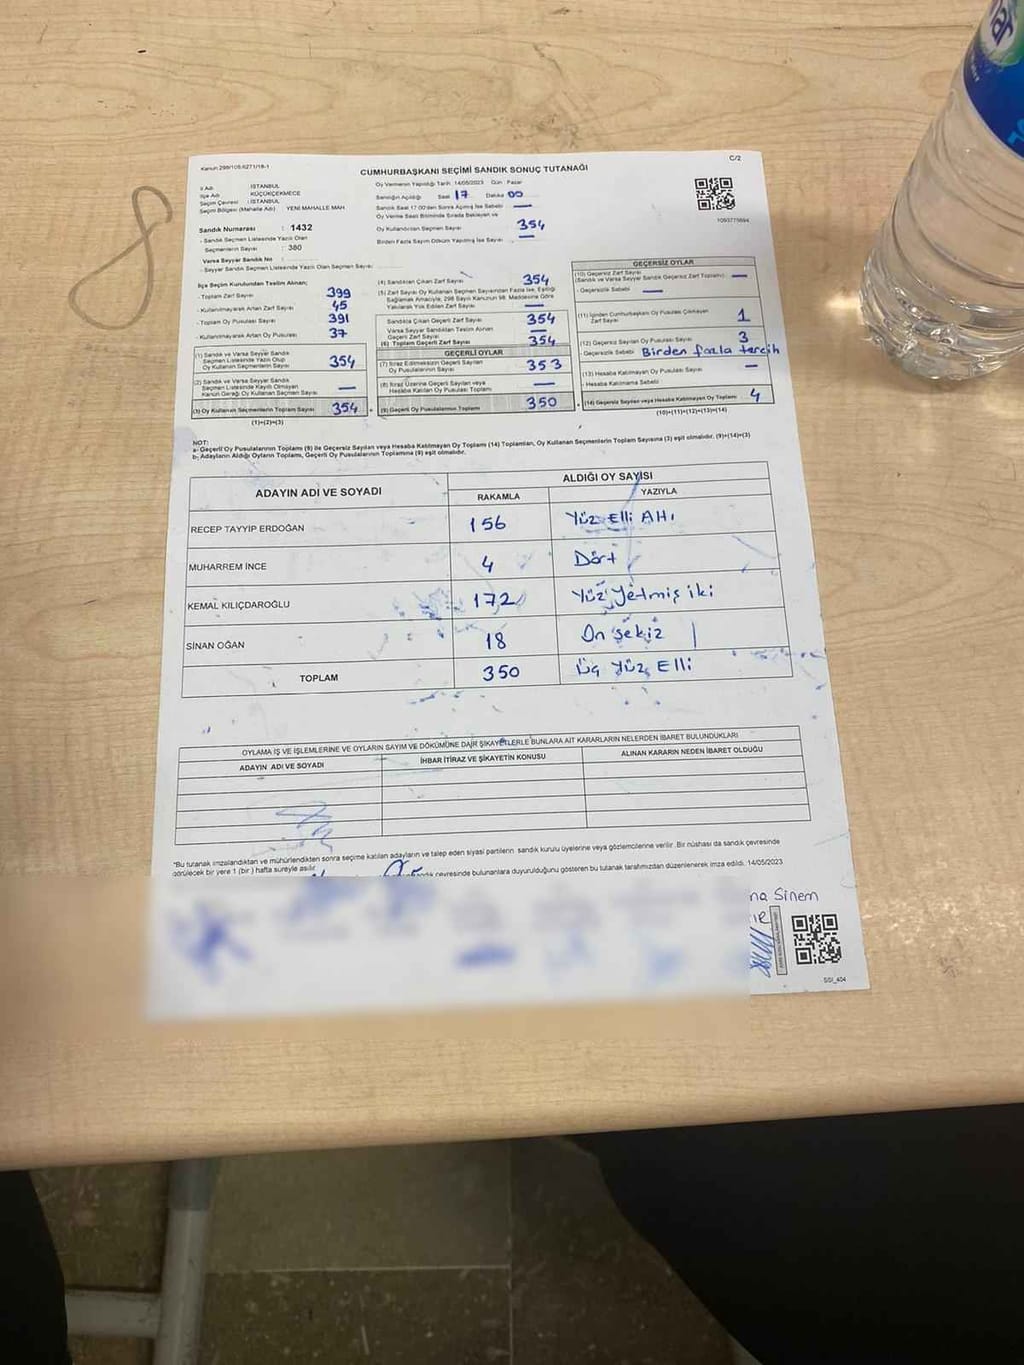 Kanun 298/105-6271/18-1
C/2
CUMHURBAŞKANI SEÇİMİ SANDIK SONUÇ TUTANAĞI
İl Adı : İSTANBUL
İlçe Adı : KÜÇÜKÇEKMECE
Seçim Çevresi : İSTANBUL
Seçim Bölgesi (Mahalle Adı) YENİ MAHALLE MAH
Sandık Numarası : 1432
- Sandık Seçmen Listesinde Yazılı Olan
Seçmenlerin Sayısı : 380
Varsa Seyyar Sandık No :
- Seyyar Sandık Seçmen Listesinde Yazılı Olan Seçmen Sayısı :
Oy Vermenin Yapıldığı Tarih 14/05/2023 Gün Pazar
Sandığın Açıldığı Saat 17 Dakika 00
Sandık Saat 17.00'den Sonra Açılmış İse Sebebi —
Oy Verme Saati Bitiminde Sırada Bekleyen ve
Oy Kullandırılan Seçmen Sayısı 354
Birden Fazla Sayım Döküm Yapılmış İse Sayısı —
1093779894
İlçe Seçim Kurulundan Teslim Alınan;
- Toplam Zarf Sayısı 399
- Kullanılmayarak Artan Zarf Sayısı 45
- Toplam Oy Pusulası Sayısı 391
- Kullanılmayarak Artan Oy Pusulası 37
(1) Sandık ve Varsa Seyyar Sandık
Seçmen Listesinde Yazılı Olup
Oy Kullanan Seçmenlerin Sayısı 354
(2) Sandık ve Varsa Seyyar Sandık
Seçmen Listesinde Kayıtlı Olmayan
Kanun Gereği Oy Kullanan Seçmen Sayısı —
(3) Oy Kullanan Seçmenlerin Toplam Sayısı 354
(1)+(2)=(3)
(4) Sandıktan Çıkan Zarf Sayısı 354
(5) Zarf Sayısı Oy Kullanan Seçmen Sayısından Fazla İse, Eşitliği
Sağlamak Amacıyla, 298 Sayılı Kanunun 98. Maddesine Göre
Yakılarak Yok Edilen Zarf Sayısı —
Sandıkta Çıkan Geçerli Zarf Sayısı 354
Varsa Seyyar Sandıktan Teslim Alınan
Geçerli Zarf Sayısı —
(6) Toplam Geçerli Zarf Sayısı 354
GEÇERLİ OYLAR
(7) İtiraz Edilmeksizin Geçerli Sayılan
Oy Pusulasının Sayısı 353
(8) İtiraz Üzerine Geçerli Sayılan veya
Hesaba Katılan Oy Pusulası Toplamı —
(9) Geçerli Oy Pusulalarının Toplamı 350
GEÇERSİZ OYLAR
(10) Geçersiz Zarf Sayısı
(Sandık ve Varsa Seyyar Sandık Geçersiz Zarf Toplamı) —
- Geçersizlik Sebebi —
(11) İçinden Cumhurbaşkanı Oy Pusulası Çıkmayan
Zarf Sayısı 1
(12) Geçersiz Sayılan Oy Pusulası Sayısı 3
- Geçersizlik Sebebi Birden fazla tercih
(13) Hesaba Katılmayan Oy Pusulası Sayısı —
- Hesaba Katılmama Sebebi
(14) Geçersiz Sayılan veya Hesaba Katılmayan Oy Toplamı 4
(10)+(11)+(12)+(13)=(14)
NOT:
a- Geçerli Oy Pusulalarının Toplamı (9) ile Geçersiz Sayılan veya Hesaba Katılmayan Oy Toplamı (14) Toplamları, Oy Kullanan Seçmenlerin Toplam Sayısına (3) eşit olmalıdır. (9)+(14)=(3)
b- Adayların Aldığı Oyların Toplamı, Geçerli Oy Pusulalarının Toplamına (9) eşit olmalıdır.
ADAYIN ADI VE SOYADI
ALDIĞI OY SAYISI
RAKAMLA YAZIYLA
RECEP TAYYİP ERDOĞAN 156 Yüz Elli Altı
MUHARREM İNCE 4 Dört
KEMAL KILIÇDAROĞLU 172 Yüz Yetmiş iki
SİNAN OĞAN 18 On sekiz
TOPLAM 350 Üç Yüz Elli
OYLAMA İŞ VE İŞLEMLERİNE VE OYLARIN SAYIM VE DÖKÜMÜNE DAİR ŞİKAYETLERLE BUNLARA AİT KARARLARIN NELERDEN İBARET BULUNDUKLARI
ADAYIN ADI VE SOYADI İHBAR İTİRAZ VE ŞİKAYETİN KONUSU ALINAN KARARIN NEDEN İBARET OLDUĞU
*Bu tutanak imzalandıktan ve mühürlendikten sonra seçime katılan adayların ve talep eden siyasi partilerin sandık kurulu üyelerine veya gözlemcilerine verilir. Bir nüshası da sandık çevresinde
görülecek bir yere 1 (bir) hafta süreyle asılır.
çevresinde bulunanlara duyurulduğunu gösteren bu tutanak tarafımızdan düzenlenerek imza edildi. 14/05/2023
na Sinem
SSI_404